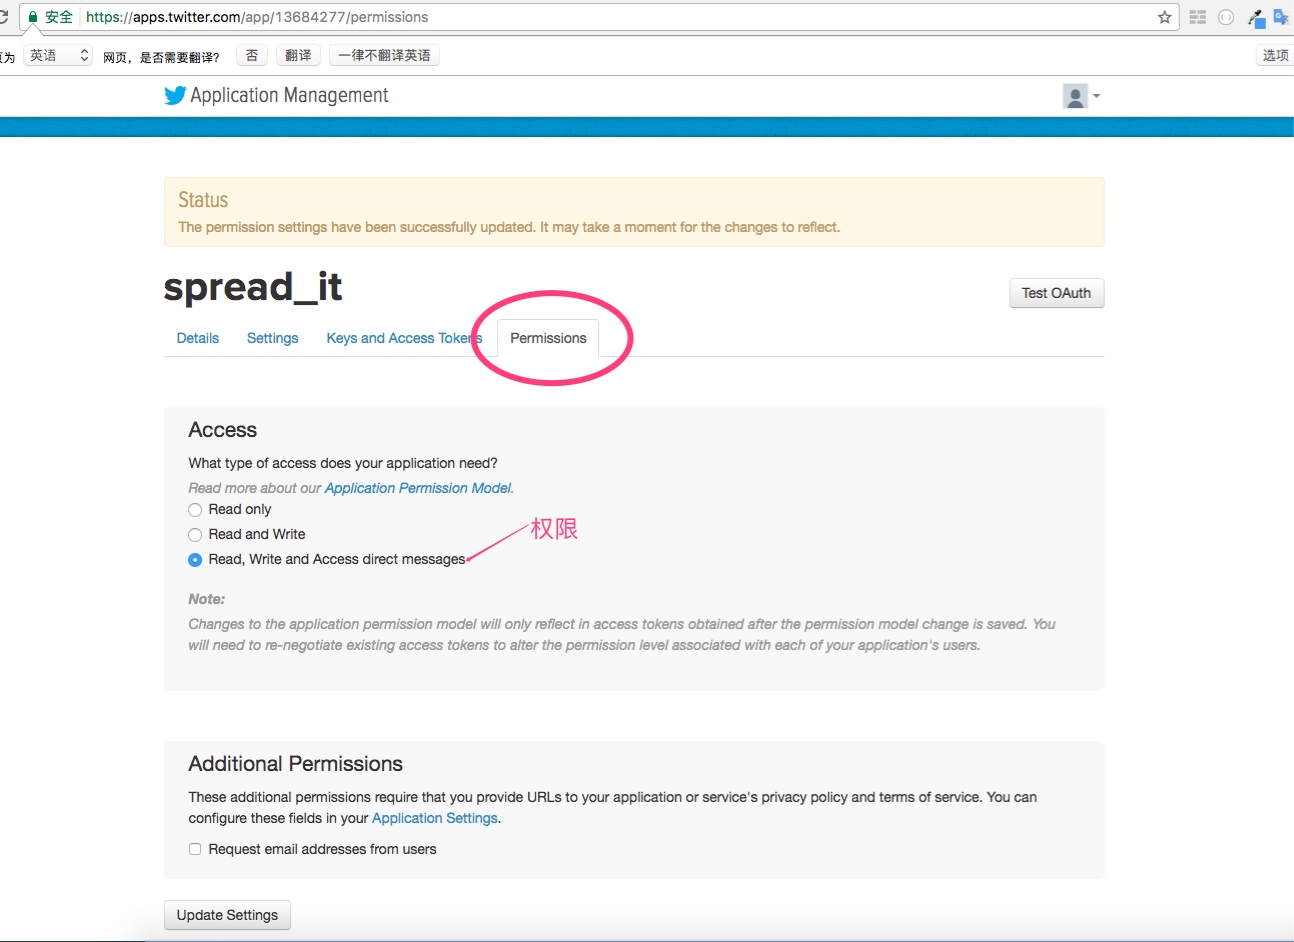 安全 https://apps.twitter.com/app/13684277/permissions
页为 英语 网页，是否需要翻译? 否 翻译 一律不翻译英语 选项
Application Management
Status
The permission settings have been successfully updated. It may take a moment for the changes to reflect.
spread_it
Test OAuth
Details Settings Keys and Access Tokens Permissions
Access
What type of access does your application need?
Read more about our Application Permission Model.
Read only
Read and Write
权限
Read, Write and Access direct messages
Note:
Changes to the application permission model will only reflect in access tokens obtained after the permission model change is saved. You
will need to re-negotiate existing access tokens to alter the permission level associated with each of your application's users.
Additional Permissions
These additional permissions require that you provide URLs to your application or service's privacy policy and terms of service. You can
configure these fields in your Application Settings.
Request email addresses from users
Update Settings